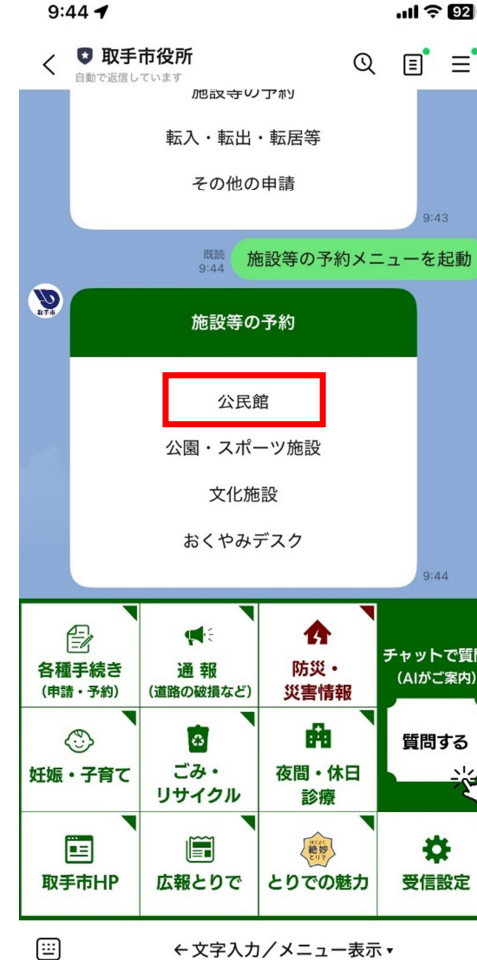 9:44
92
取手市役所
自動で返信しています
施設等の予約
転入・転出・転居等
その他の申請
9:43
既読
9:44
施設等の予約メニューを起動
取手市
施設等の予約
公民館
公園・スポーツ施設
文化施設
おくやみデスク
9:44
各種手続き
(申請・予約)
通 報
(道路の破損など)
防災・
災害情報
チャットで質問
(AIがご案内)
質問する
妊娠・子育て
ごみ・
リサイクル
夜間・休日
診療
取手市HP
広報とりで
ほどよく
絶妙
とりで
とりでの魅力
受信設定
←文字入力/メニュー表示▼